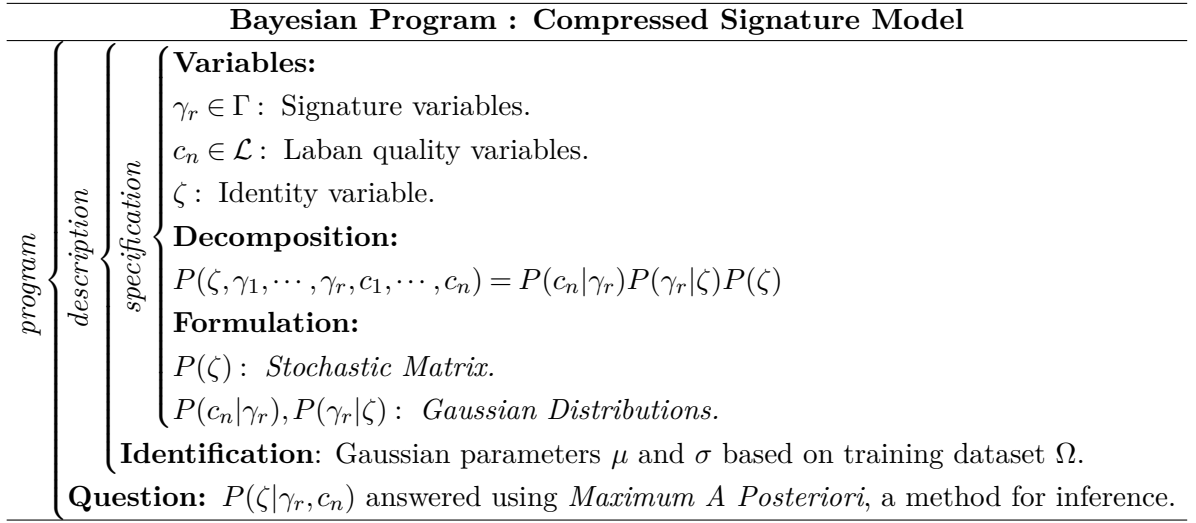 Bayesian Program : Compressed Signature Model
program
description
specification
Variables:
γ_r ∈ Γ : Signature variables.
c_n ∈ ℒ : Laban quality variables.
ζ : Identity variable.
Decomposition:
P(ζ, γ_1, ⋯ , γ_r, c_1, ⋯ , c_n) = P(c_n|γ_r)P(γ_r|ζ)P(ζ)
Formulation:
P(ζ) : Stochastic Matrix.
P(c_n|γ_r), P(γ_r|ζ) : Gaussian Distributions.
Identification: Gaussian parameters μ and σ based on training dataset Ω.
Question: P(ζ|γ_r, c_n) answered using Maximum A Posteriori, a method for inference.